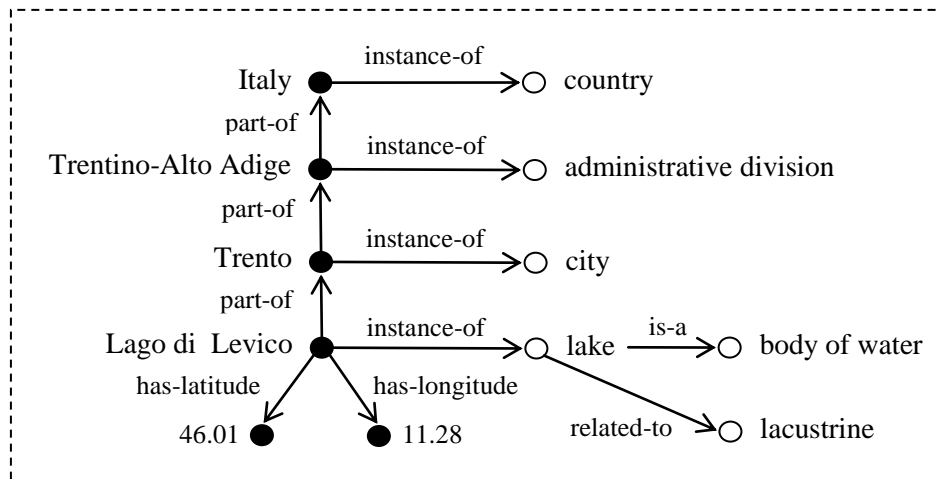 instance-of
Italy country
part-of
instance-of
Trentino-Alto Adige administrative division
part-of
instance-of
Trento city
part-of
instance-of is-a
Lago di Levico lake body of water
has-latitude has-longitude
46.01 11.28 related-to lacustrine